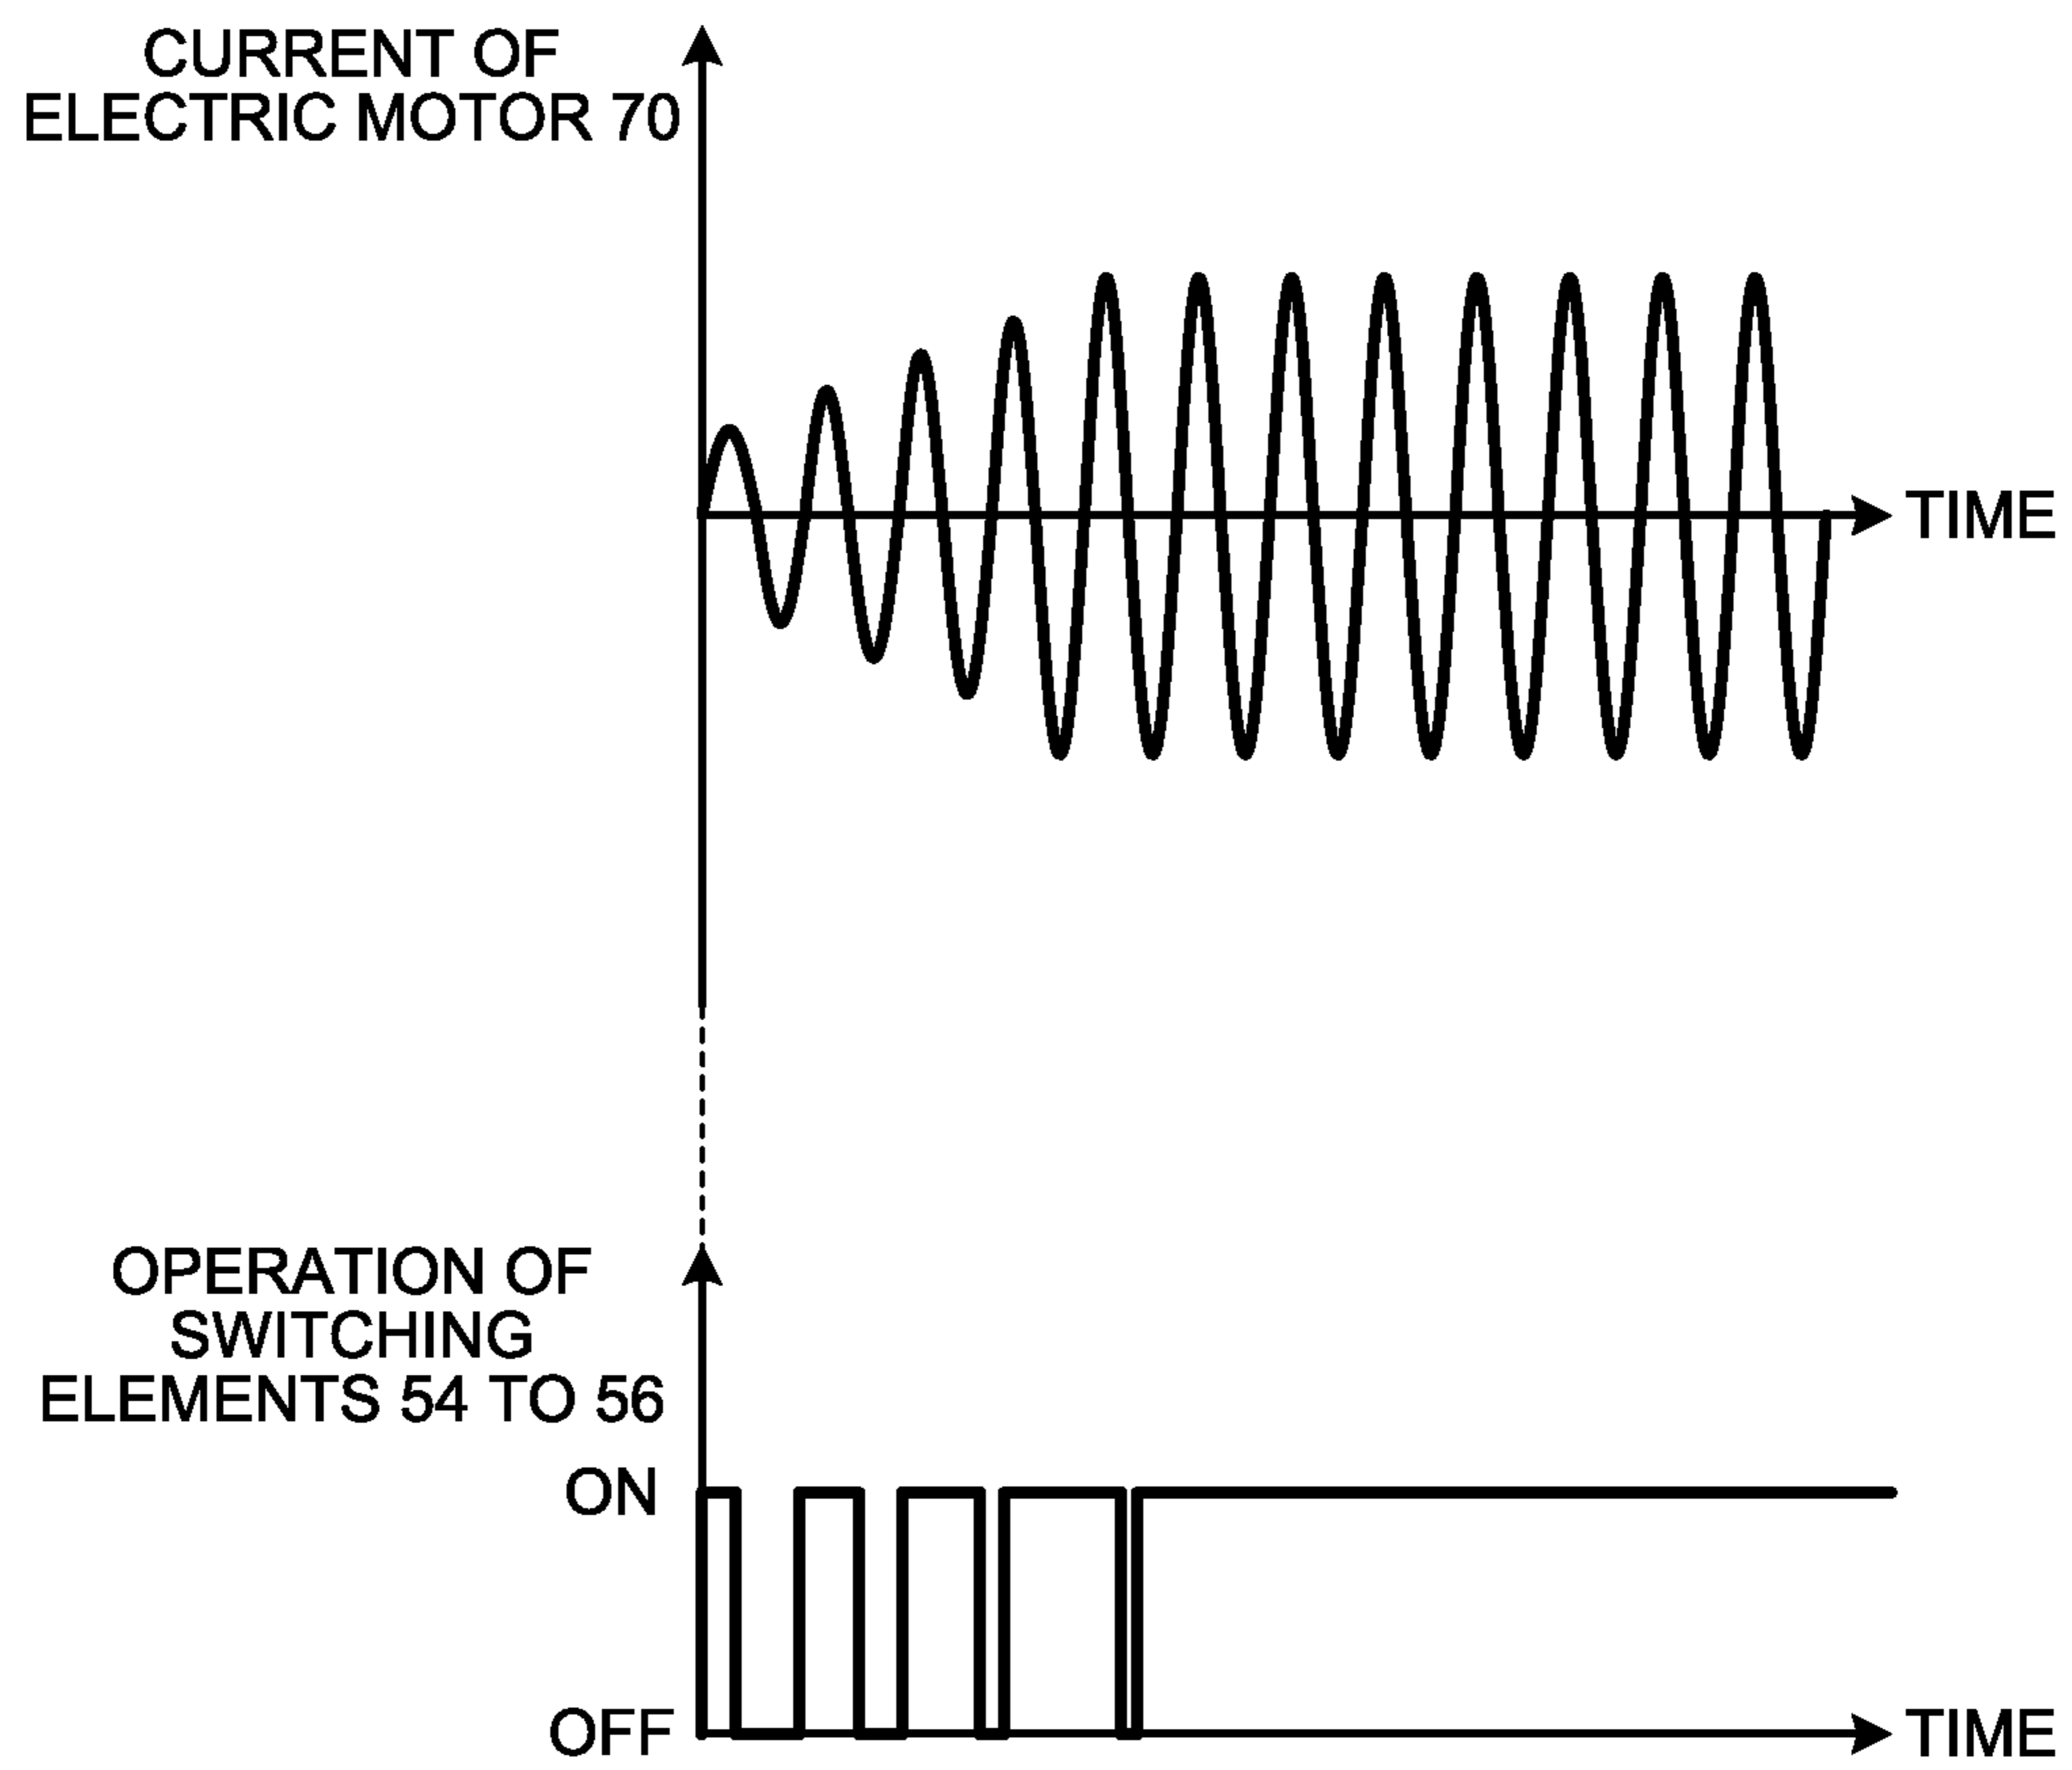 CURRENT OF
ELECTRIC MOTOR 70
TIME
OPERATION OF
SWITCHING
ELEMENTS 54 TO 56
ON
OFF
TIME